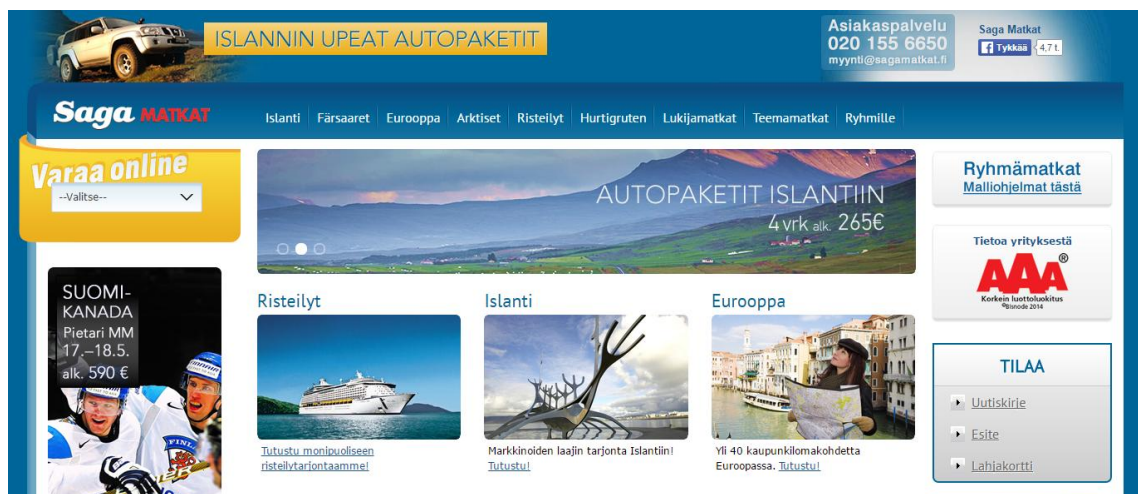 ISLANNIN UPEAT AUTOPAKETIT
Asiakaspalvelu
020 155 6650
myynti@sagamatkat.fi
Saga Matkat
Tykkää 4,7 t.
Saga MATKAT
Islanti Färsaaret Eurooppa Arktiset Risteilyt Hurtigruten Lukijamatkat Teemamatkat Ryhmille
Varaa online
--Valitse--
AUTOPAKETIT ISLANTIIN
4 vrk alk. 265€
Ryhmämatkat
Malliohjelmat tästä
Tietoa yrityksestä
AAA®
Korkein luottoluokitus
©Bisnode 2014
SUOMI-
KANADA
Pietari MM
17.–18.5.
alk. 590 €
FINL
Risteilyt
Tutustu monipuoliseen
risteilytarjontaamme!
Islanti
Markkinoiden laajin tarjonta Islantiin!
Tutustu!
Eurooppa
Yli 40 kaupunkilomakohdetta
Euroopassa. Tutustu!
TILAA
Uutiskirje
Esite
Lahjakortti